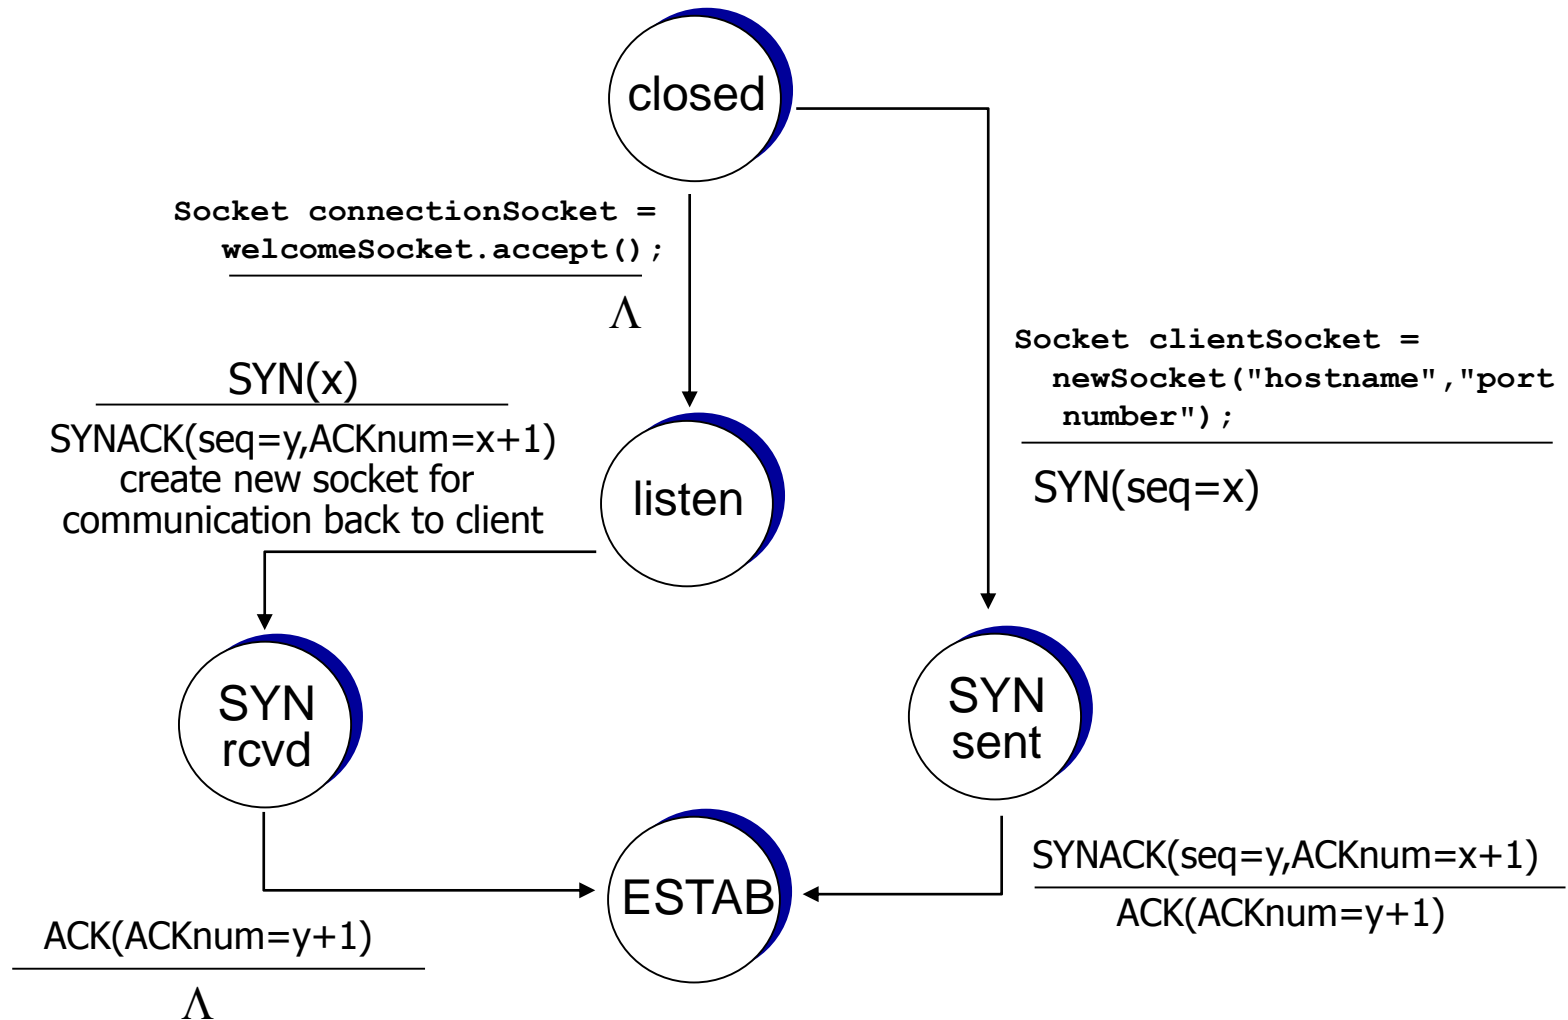 closed
Socket connectionSocket =
welcomeSocket.accept();
Λ
Socket clientSocket =
newSocket("hostname","port
number");
SYN(seq=x)
SYN(x)
SYNACK(seq=y,ACKnum=x+1)
create new socket for
communication back to client
listen
SYN
rcvd
SYN
sent
ESTAB
SYNACK(seq=y,ACKnum=x+1)
ACK(ACKnum=y+1)
ACK(ACKnum=y+1)
Λ